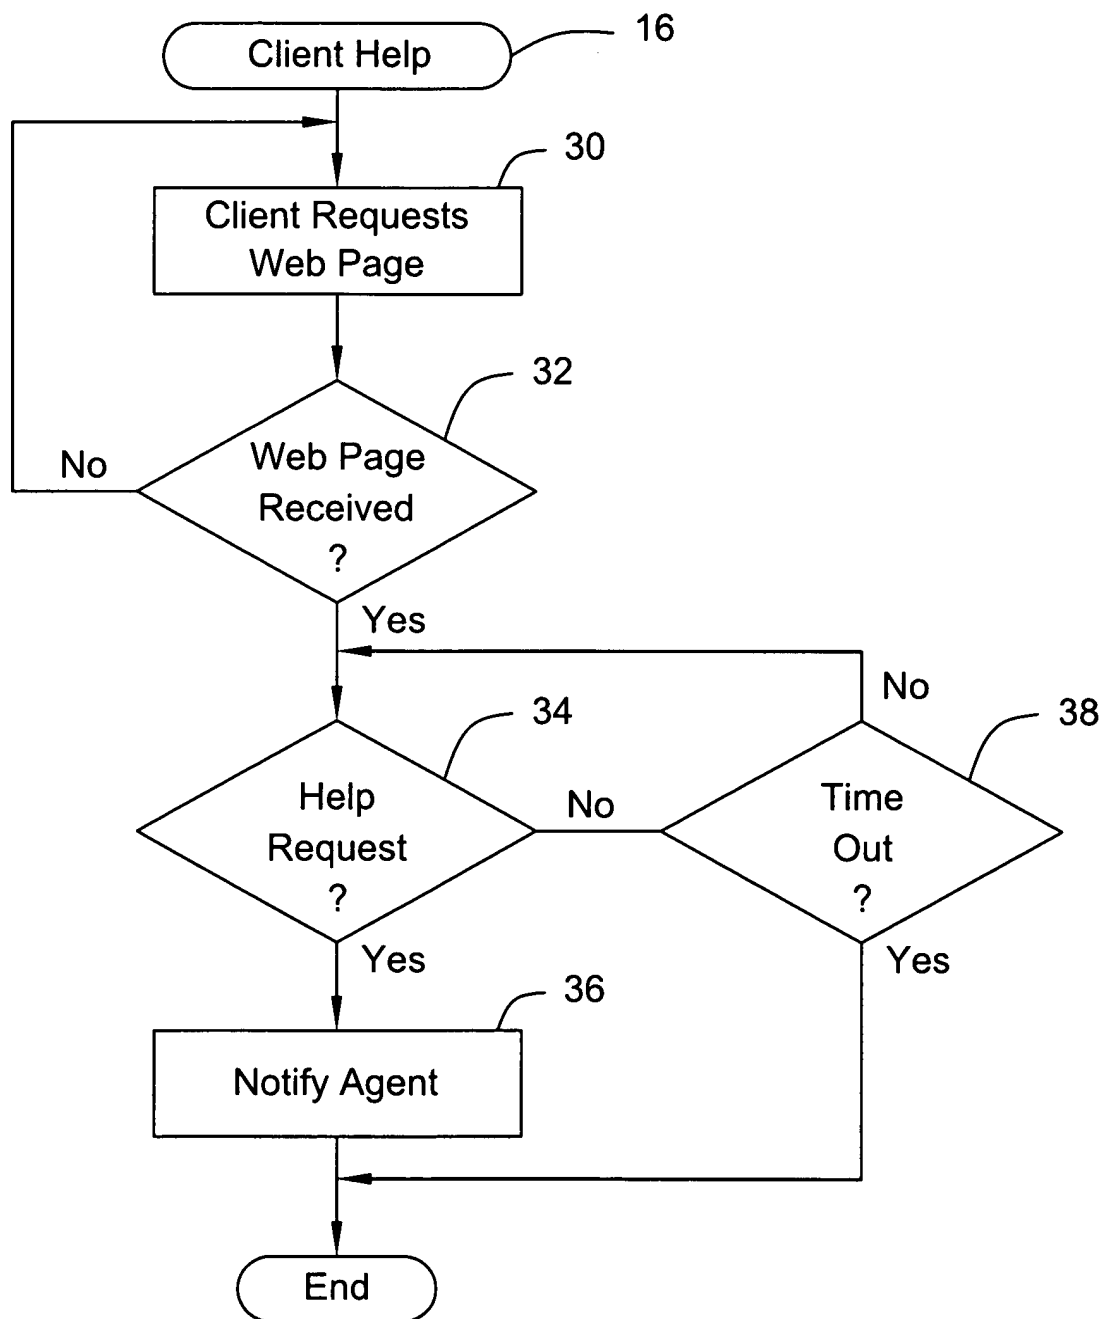 Client Help
16
30
Client Requests
Web Page
32
Web Page
Received
?
No
Yes
No
34
38
Help
Request
?
No
Time
Out
?
Yes
Yes
36
Notify Agent
End